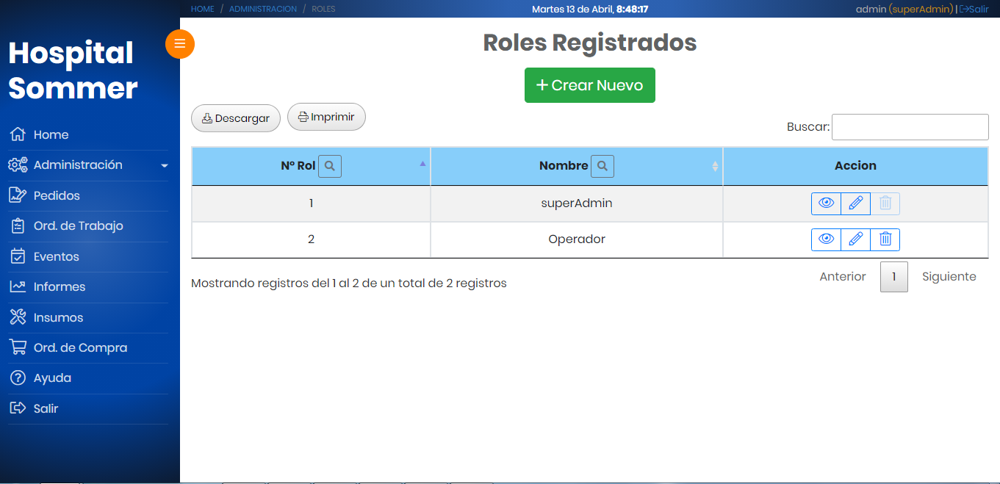 HOME / ADMINISTRACION / ROLES
Martes 13 de Abril, 8:48:17
admin (superAdmin) | Salir
Hospital
Sommer
Home
Administración
Pedidos
Ord. de Trabajo
Eventos
Informes
Insumos
Ord. de Compra
Ayuda
Salir
Roles Registrados
+ Crear Nuevo
Descargar
Imprimir
Buscar:
Nº Rol
Nombre
Accion
1
superAdmin
2
Operador
Mostrando registros del 1 al 2 de un total de 2 registros
Anterior
1
Siguiente